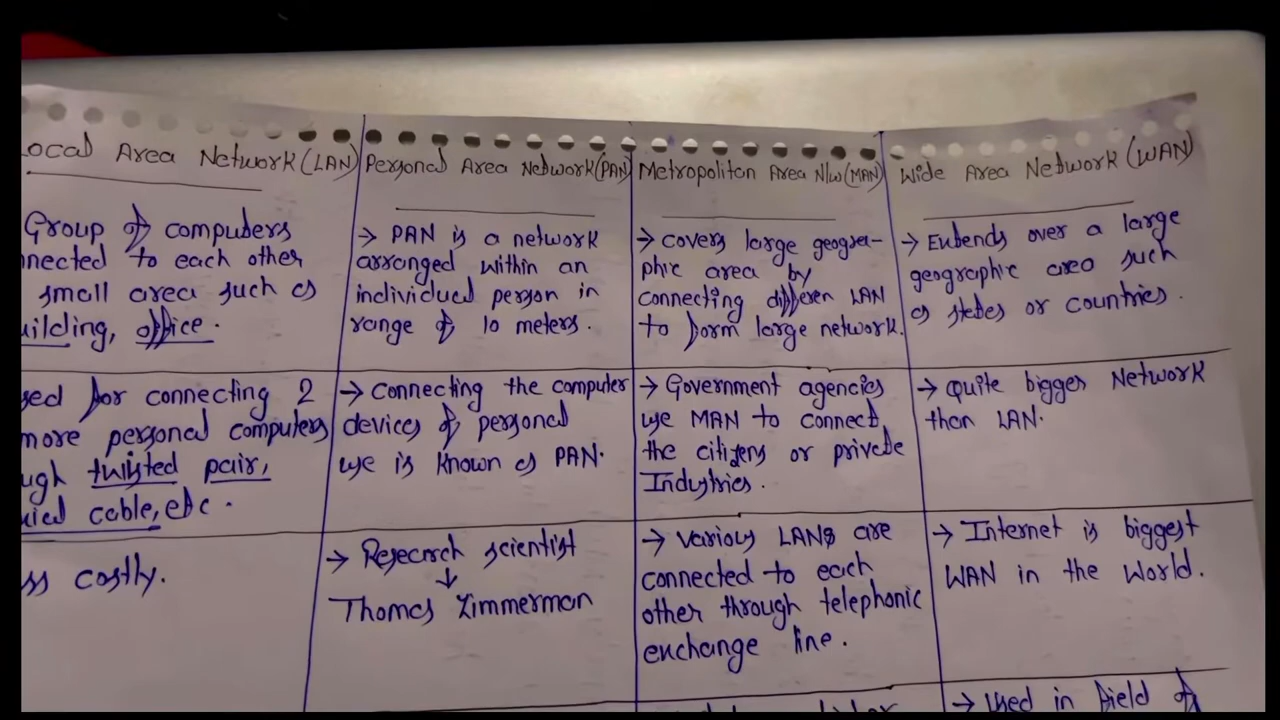 Local Area Network (LAN)
Group of computers
nnected to each other
small area such as
uilding, office.
sed for connecting 2
more personal computers
ugh twisted pair,
xial cable, etc.
ss costly.
Personal Area Network (PAN)
→ PAN is a network
arranged within an
individual person in
range of 10 meters.
→ Connecting the computer
devices of personal
use is known as PAN.
→ Research scientist
↓
Thomas Zimmerman
Metropolitan Area N/w (MAN)
→ covers large geogra-
phic area by
connecting differen LAN
to form large network.
→ Government agencies
use MAN to connect
the citizens or private
Industries.
→ Various LANs are
connected to each
other through telephonic
exchange line.
Wide Area Network (WAN)
→ Extends over a large
geographic area such
as states or countries.
→ Quite bigger Network
than LAN.
→ Internet is biggest
WAN in the World.
→ Used in field of